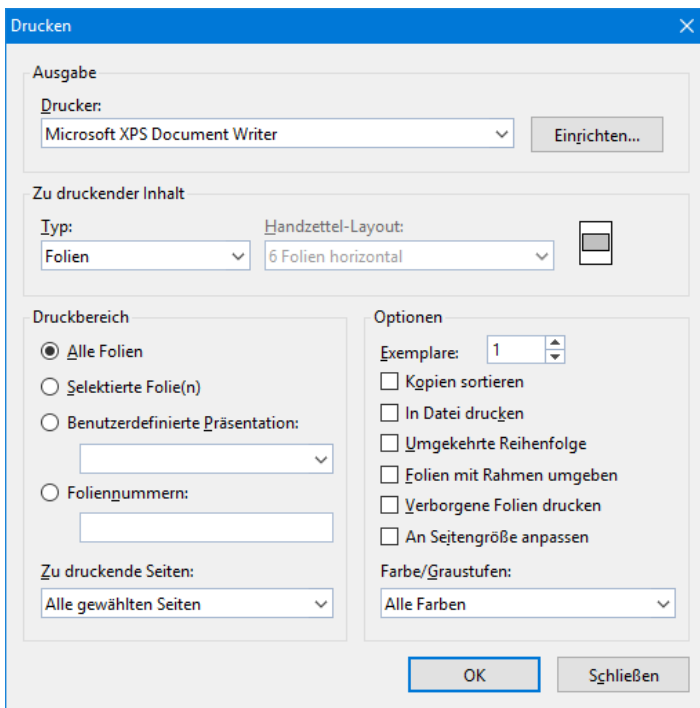 Drucken
Ausgabe
Drucker:
Microsoft XPS Document Writer
Einrichten...
Zu druckender Inhalt
Typ:
Handzettel-Layout:
Folien
6 Folien horizontal
Druckbereich
Alle Folien
Selektierte Folie(n)
Benutzerdefinierte Präsentation:
Foliennummern:
Zu druckende Seiten:
Alle gewählten Seiten
Optionen
Exemplare:
1
Kopien sortieren
In Datei drucken
Umgekehrte Reihenfolge
Folien mit Rahmen umgeben
Verborgene Folien drucken
An Seitengröße anpassen
Farbe/Graustufen:
Alle Farben
OK
Schließen